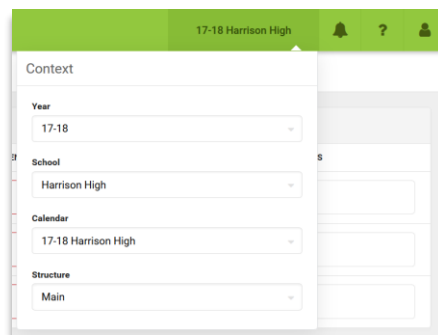 17-18 Harrison High
?
Context
Year
17-18
School
Harrison High
Calendar
17-18 Harrison High
Structure
Main